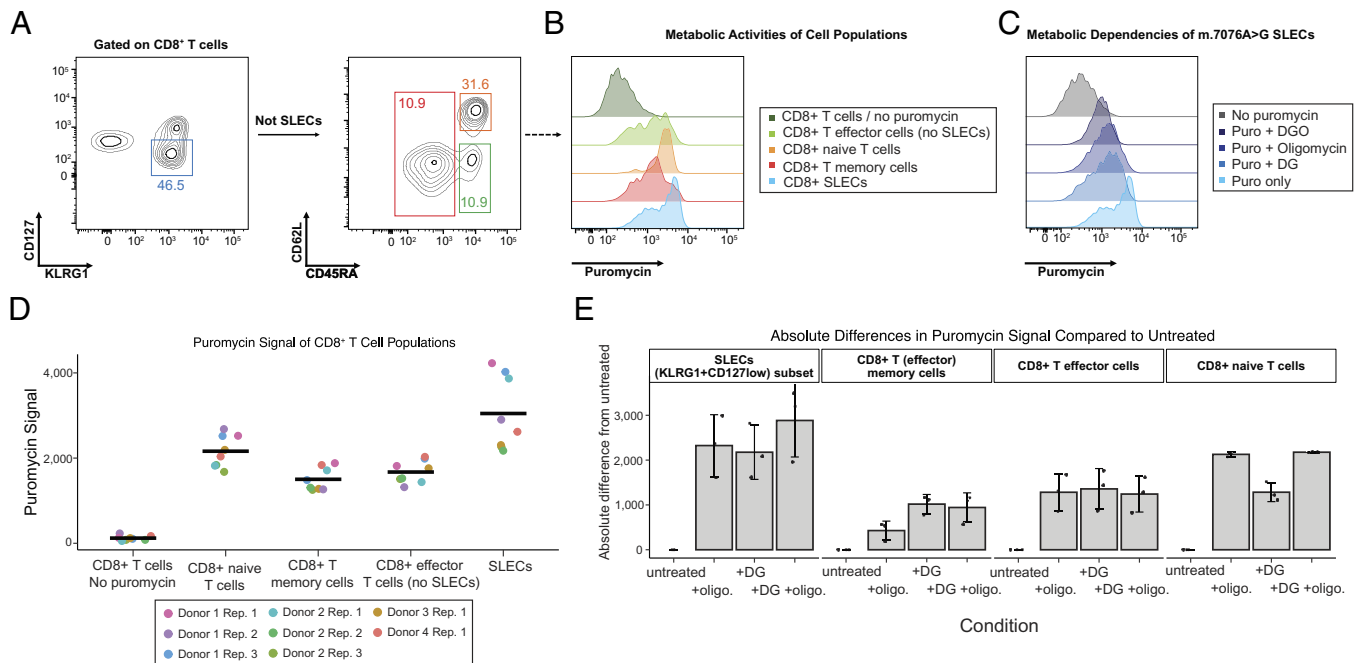 A
Gated on CD8⁺ T cells
10⁵
10⁴
10³
10²
0
46.5
0 10² 10³ 10⁴ 10⁵
CD127
KLRG1
Not SLECs
10⁵
10⁴
10³
10²
0
10.9
31.6
10.9
0 10² 10³ 10⁴ 10⁵
CD62L
CD45RA
B
Metabolic Activities of Cell Populations
0 10² 10³ 10⁴ 10⁵
Puromycin
CD8+ T cells / no puromycin
CD8+ T effector cells (no SLECs)
CD8+ naive T cells
CD8+ T memory cells
CD8+ SLECs
C
Metabolic Dependencies of m.7076A>G SLECs
0 10² 10³ 10⁴ 10⁵
Puromycin
No puromycin
Puro + DGO
Puro + Oligomycin
Puro + DG
Puro only
D
Puromycin Signal of CD8⁺ T Cell Populations
Puromycin Signal
4,000
2,000
0
CD8+ T cells
No puromycin
CD8+ naive
T cells
CD8+ T
memory cells
CD8+ effector
T cells (no SLECs)
SLECs
Donor 1 Rep. 1
Donor 2 Rep. 1
Donor 3 Rep. 1
Donor 1 Rep. 2
Donor 2 Rep. 2
Donor 4 Rep. 1
Donor 1 Rep. 3
Donor 2 Rep. 3
E
Absolute Differences in Puromycin Signal Compared to Untreated
SLECs
(KLRG1+CD127low) subset
CD8+ T (effector)
memory cells
CD8+ T effector cells
CD8+ naive T cells
Absolute difference from untreated
3,000
2,000
1,000
0
untreated +DG untreated +DG untreated +DG untreated +DG
+oligo. +DG +oligo. +oligo. +DG +oligo. +oligo. +DG +oligo. +oligo. +DG +oligo.
Condition